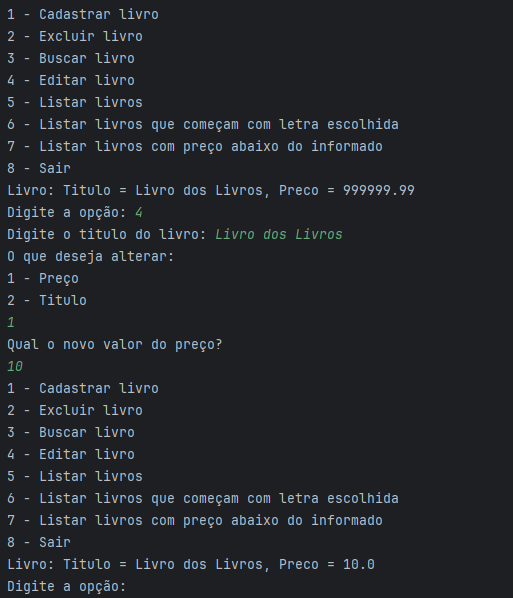 1 - Cadastrar livro
2 - Excluir livro
3 - Buscar livro
4 - Editar livro
5 - Listar livros
6 - Listar livros que começam com letra escolhida
7 - Listar livros com preço abaixo do informado
8 - Sair
Livro: Titulo = Livro dos Livros, Preco = 999999.99
Digite a opção: 4
Digite o titulo do livro: Livro dos Livros
O que deseja alterar:
1 - Preço
2 - Titulo
1
Qual o novo valor do preço?
10
1 - Cadastrar livro
2 - Excluir livro
3 - Buscar livro
4 - Editar livro
5 - Listar livros
6 - Listar livros que começam com letra escolhida
7 - Listar livros com preço abaixo do informado
8 - Sair
Livro: Titulo = Livro dos Livros, Preco = 10.0
Digite a opção: